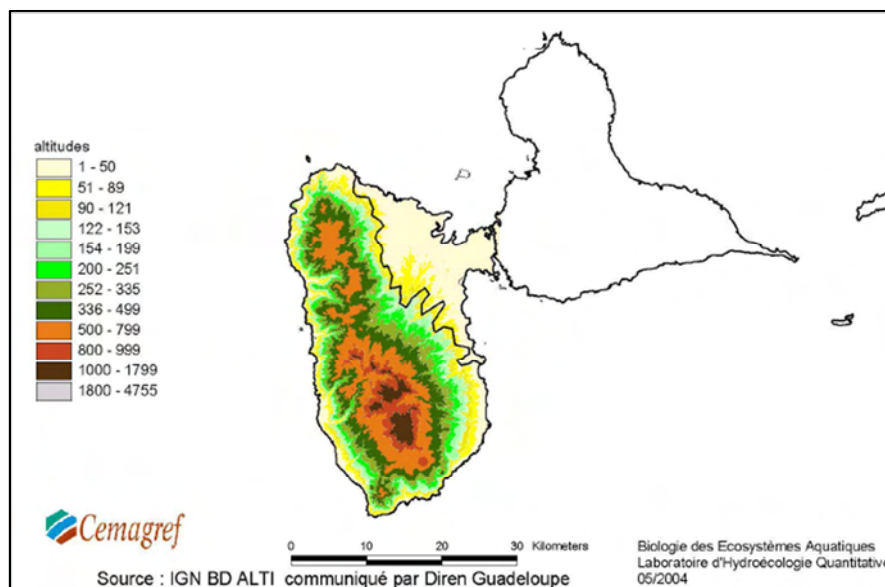 altitudes
1 - 50
51 - 89
90 - 121
122 - 153
154 - 199
200 - 251
252 - 335
336 - 499
500 - 799
800 - 999
1000 - 1799
1800 - 4755
Cemagref
0 10 20 30 Kilometers
Source : IGN BD ALTI communiqué par Diren Guadeloupe
Biologie des Ecosystèmes Aquatiques
Laboratoire d'Hydroécologie Quantitative
05/2004